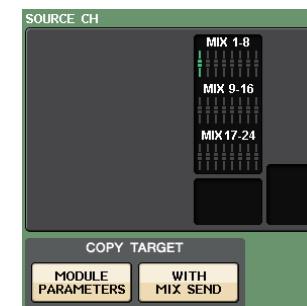 SOURCE CH
MIX 1-8
MIX 9-16
MIX 17-24
COPY TARGET
MODULE
PARAMETERS
WITH
MIX SEND